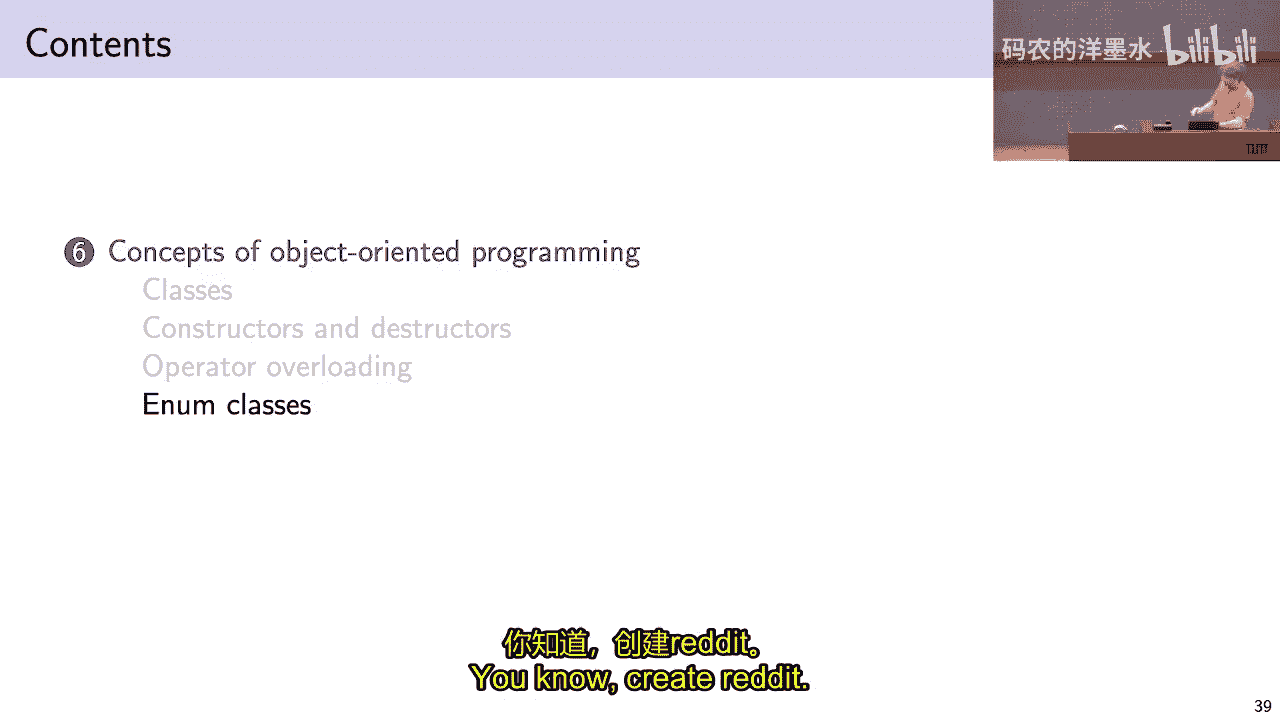 Contents
码农的洋墨水 bilibili
TUM
6 Concepts of object-oriented programming
Classes
Constructors and destructors
Operator overloading
Enum classes
你知道，创建reddit。
You know, create reddit.
39